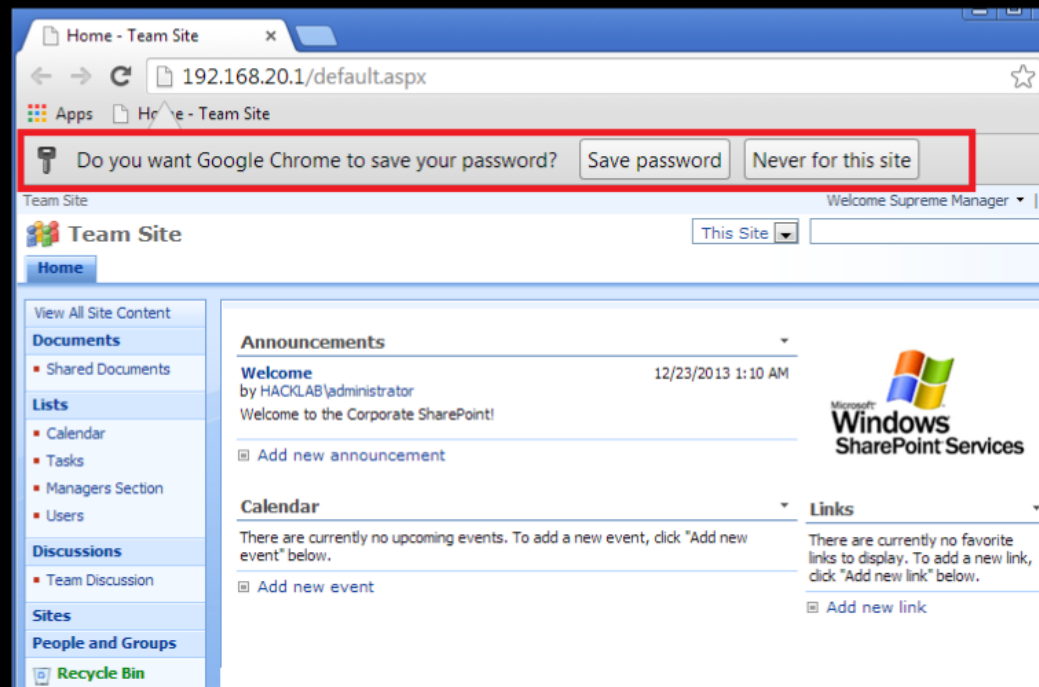 Home - Team Site
192.168.20.1/default.aspx
Apps Home - Team Site
Do you want Google Chrome to save your password? Save password Never for this site
Team Site Welcome Supreme Manager
Team Site This Site
Home
View All Site Content
Documents
Shared Documents
Lists
Calendar
Tasks
Managers Section
Users
Discussions
Team Discussion
Sites
People and Groups
Recycle Bin
Announcements
Welcome 12/23/2013 1:10 AM
by HACKLAB\administrator
Welcome to the Corporate SharePoint!
Add new announcement
Calendar
There are currently no upcoming events. To add a new event, click "Add new
event" below.
Add new event
Microsoft
Windows
SharePoint Services
Links
There are currently no favorite
links to display. To add a new link,
click "Add new link" below.
Add new link